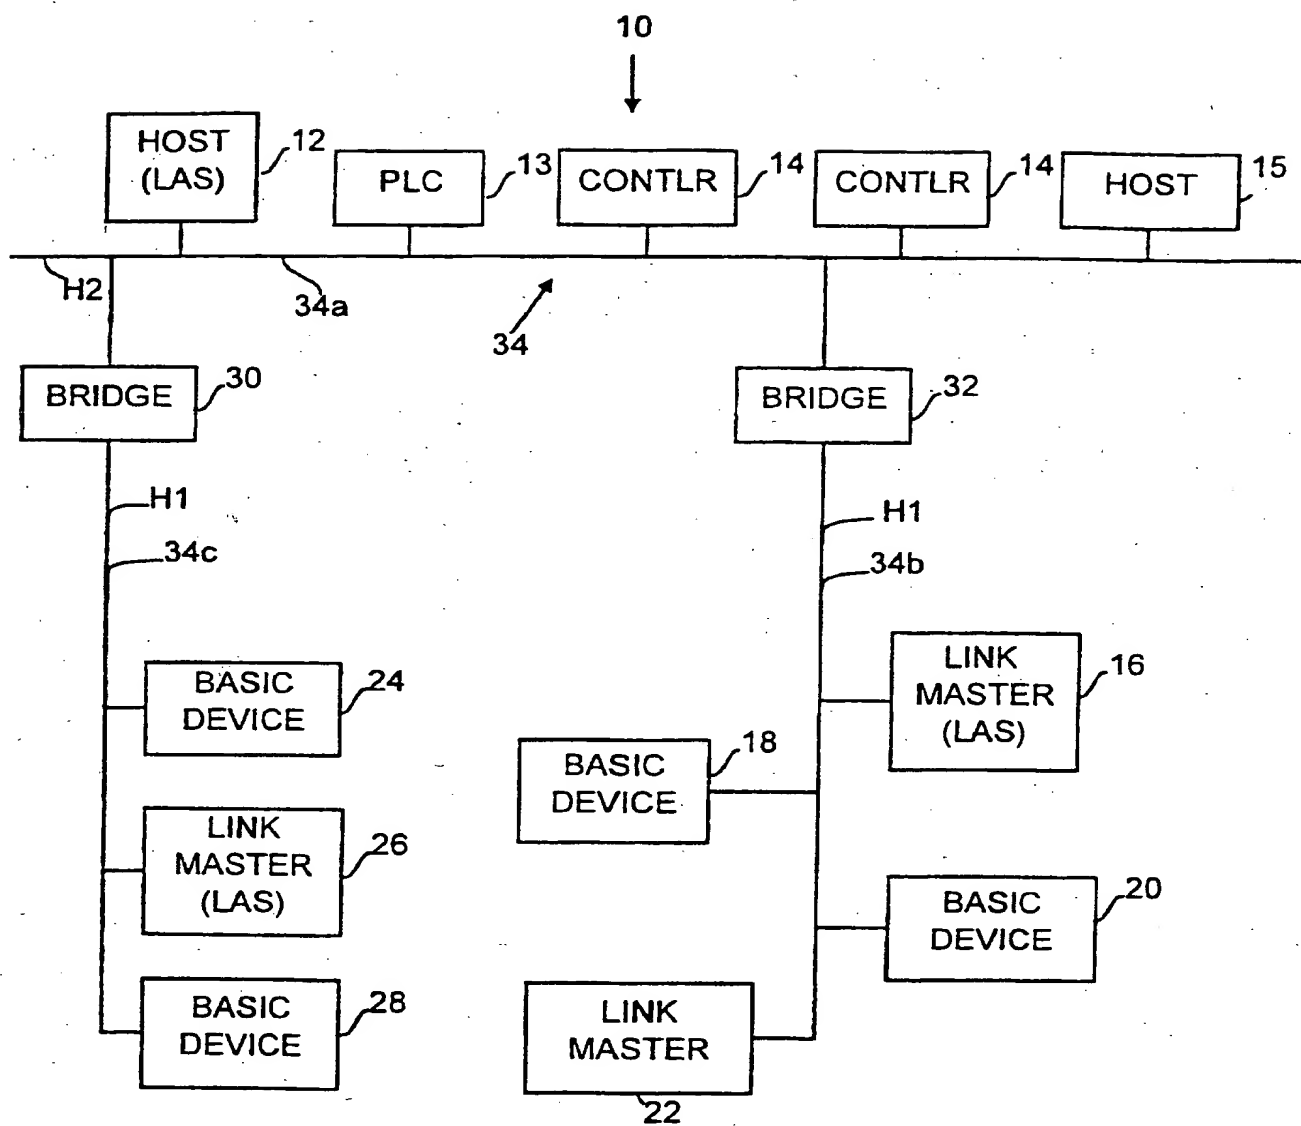 10
HOST
(LAS)
12
PLC
13
CONTLR
14
CONTLR
14
HOST
15
H2
34a
34
BRIDGE
30
BRIDGE
32
H1
34c
H1
34b
BASIC
DEVICE
24
LINK
MASTER
(LAS)
16
BASIC
DEVICE
18
LINK
MASTER
(LAS)
26
BASIC
DEVICE
20
BASIC
DEVICE
28
LINK
MASTER
22